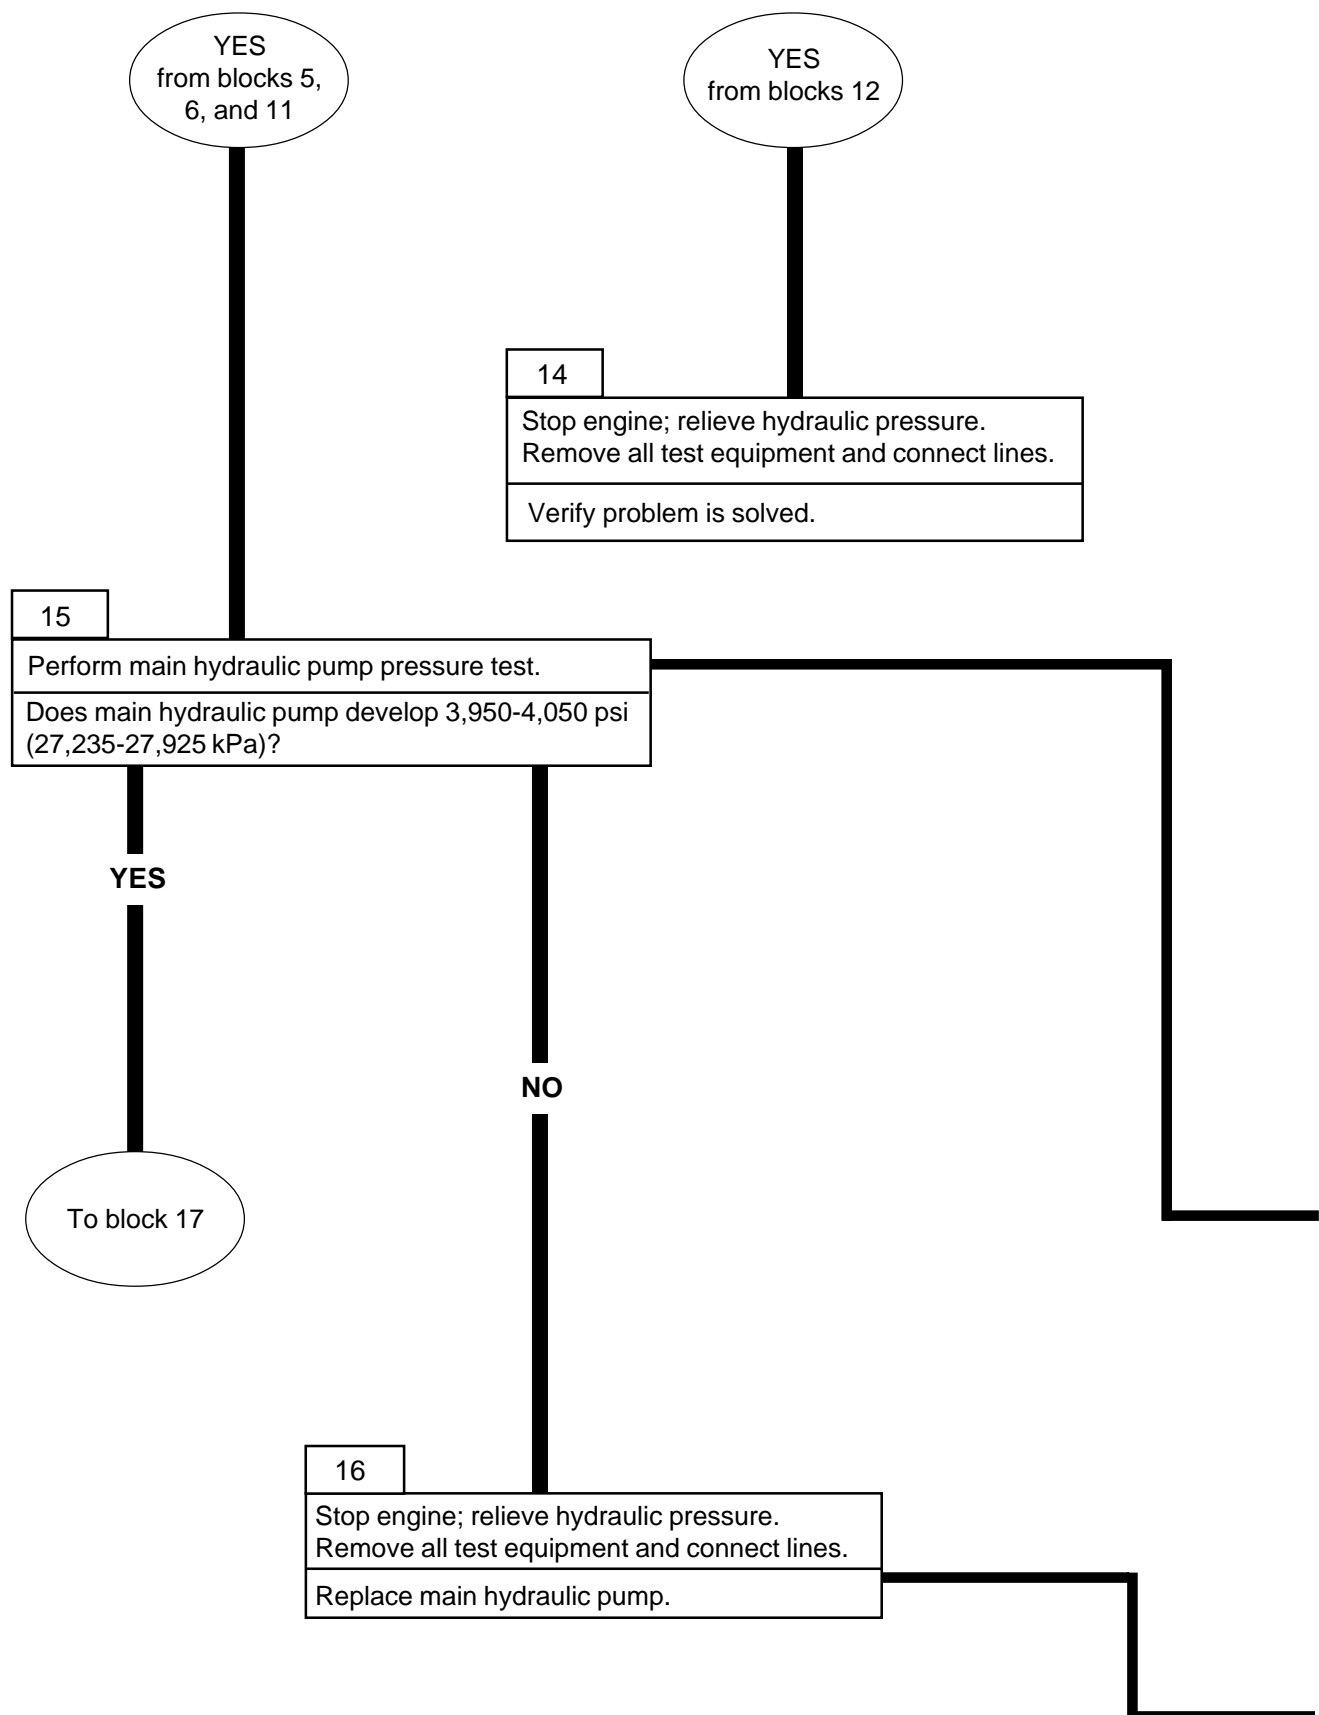 YES
from blocks 5,
6, and 11
YES
from blocks 12
14
Stop engine; relieve hydraulic pressure.
Remove all test equipment and connect lines.
Verify problem is solved.
15
Perform main hydraulic pump pressure test.
Does main hydraulic pump develop 3,950-4,050 psi
(27,235-27,925 kPa)?
YES
NO
To block 17
16
Stop engine; relieve hydraulic pressure.
Remove all test equipment and connect lines.
Replace main hydraulic pump.